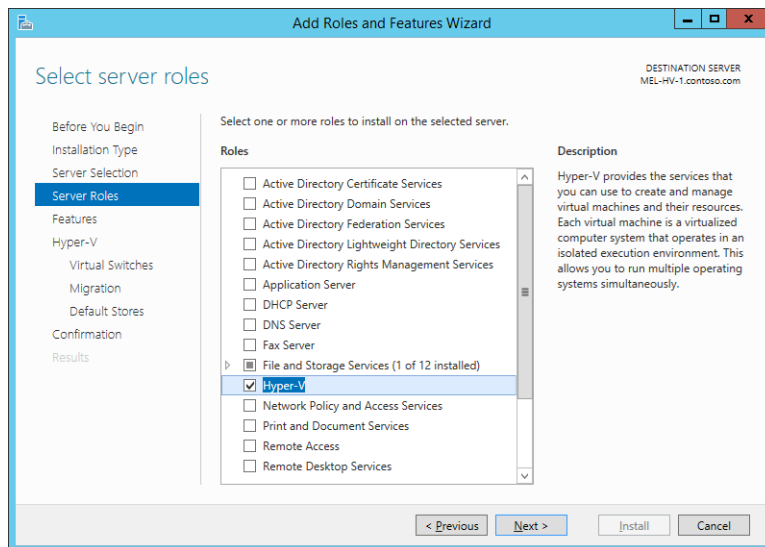 Add Roles and Features Wizard
Select server roles
DESTINATION SERVER
MEL-HV-1.contoso.com
Before You Begin
Installation Type
Server Selection
Server Roles
Features
Hyper-V
Virtual Switches
Migration
Default Stores
Confirmation
Results
Select one or more roles to install on the selected server.
Roles
Active Directory Certificate Services
Active Directory Domain Services
Active Directory Federation Services
Active Directory Lightweight Directory Services
Active Directory Rights Management Services
Application Server
DHCP Server
DNS Server
Fax Server
File and Storage Services (1 of 12 installed)
Hyper-V
Network Policy and Access Services
Print and Document Services
Remote Access
Remote Desktop Services
Description
Hyper-V provides the services that
you can use to create and manage
virtual machines and their resources.
Each virtual machine is a virtualized
computer system that operates in an
isolated execution environment. This
allows you to run multiple operating
systems simultaneously.
< Previous
Next >
Install
Cancel